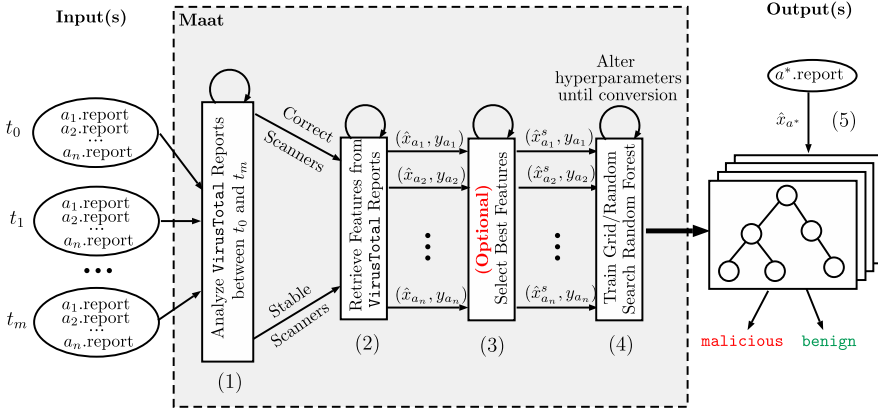 Input(s)
t0
a1.report
a2.report
...
an.report
t1
a1.report
a2.report
...
an.report
•••
tm
a1.report
a2.report
...
an.report
Maat
Analyze VirusTotal Reports
between t0 and tm
(1)
Correct
Scanners
Stable
Scanners
Retrieve Features from
VirusTotal Reports
(2)
(x̂a1, ya1)
(x̂a2, ya2)
(x̂an, yan)
(Optional)
Select Best Features
(3)
(x̂ˢa1, ya1)
(x̂ˢa2, ya2)
(x̂ˢan, yan)
Alter
hyperparameters
until conversion
Train Grid/Random
Search Random Forest
(4)
Output(s)
a*.report
x̂a*
(5)
malicious
benign